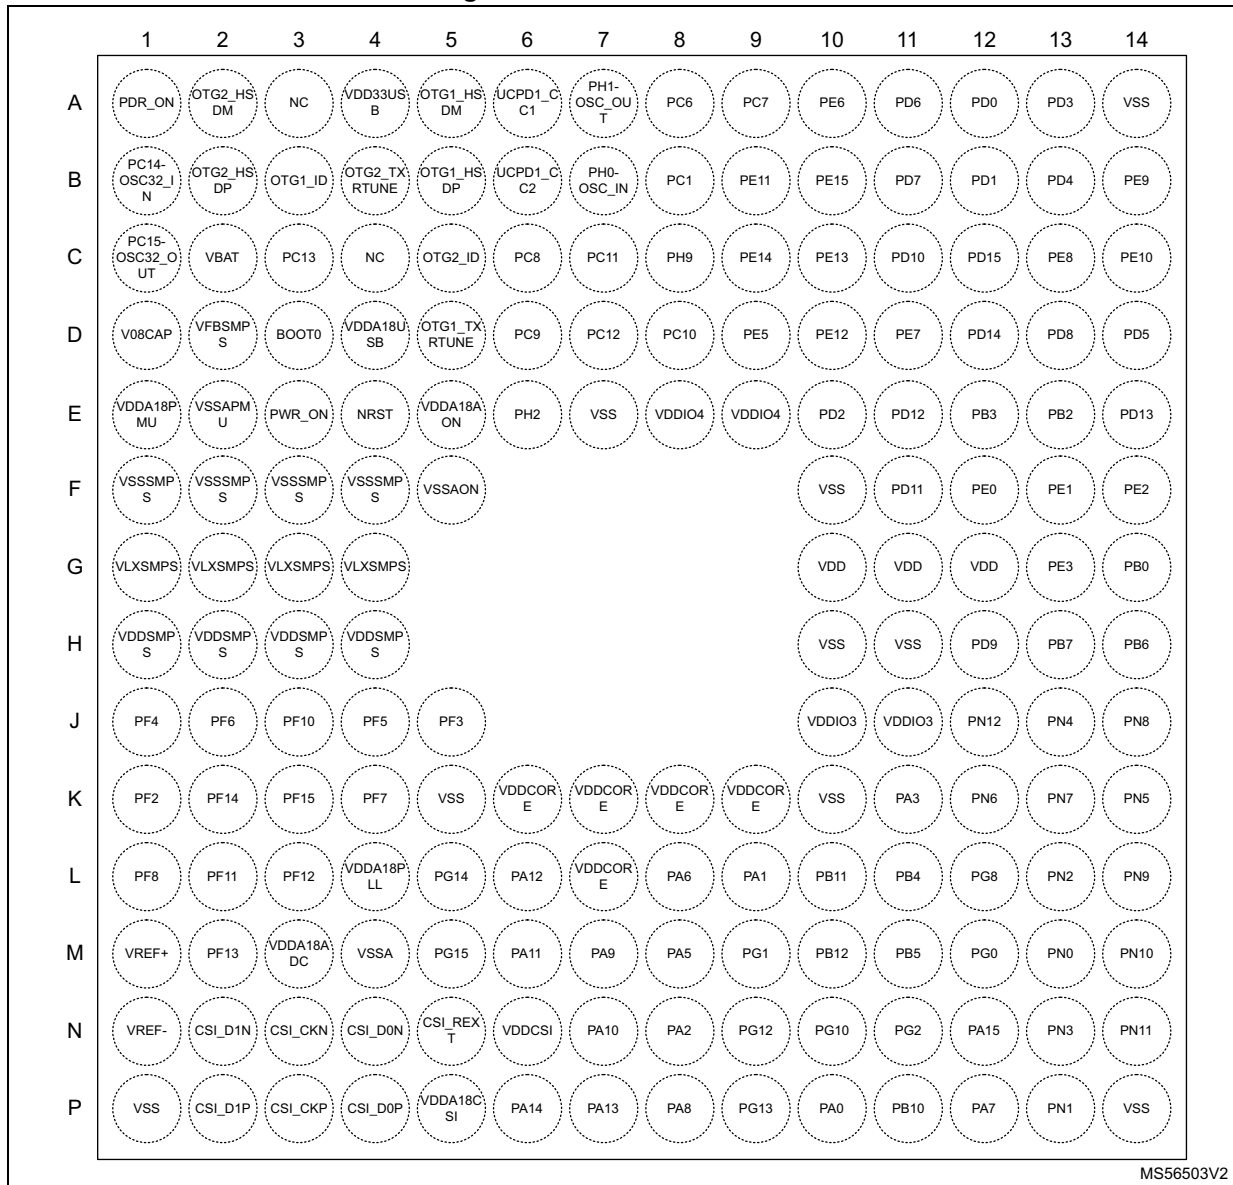 1 2 3 4 5 6 7 8 9 10 11 12 13 14
A PDR_ON OTG2_HSDM NC VDD33USB OTG1_HSDM UCPD1_CC1 PH1-OSC_OUT PC6 PC7 PE6 PD6 PD0 PD3 VSS
B PC14-OSC32_IN OTG2_HSDP OTG1_ID OTG2_TXRTUNE OTG1_HSDP UCPD1_CC2 PH0-OSC_IN PC1 PE11 PE15 PD7 PD1 PD4 PE9
C PC15-OSC32_OUT VBAT PC13 NC OTG2_ID PC8 PC11 PH9 PE14 PE13 PD10 PD15 PE8 PE10
D V08CAP VFBSMPS BOOT0 VDDA18USB OTG1_TXRTUNE PC9 PC12 PC10 PE5 PE12 PE7 PD14 PD8 PD5
E VDDA18PMU VSSAPMU PWR_ON NRST VDDA18AON PH2 VSS VDDIO4 VDDIO4 PD2 PD12 PB3 PB2 PD13
F VSSSMPS VSSSMPS VSSSMPS VSSSMPS VSSAON VSS PD11 PE0 PE1 PE2
G VLXSMPS VLXSMPS VLXSMPS VLXSMPS VDD VDD VDD PE3 PB0
H VDDSMPS VDDSMPS VDDSMPS VDDSMPS VSS VSS PD9 PB7 PB6
J PF4 PF6 PF10 PF5 PF3 VDDIO3 VDDIO3 PN12 PN4 PN8
K PF2 PF14 PF15 PF7 VSS VDDCORE VDDCORE VDDCORE VDDCORE VSS PA3 PN6 PN7 PN5
L PF8 PF11 PF12 VDDA18PLL PG14 PA12 VDDCORE PA6 PA1 PB11 PB4 PG8 PN2 PN9
M VREF+ PF13 VDDA18ADC VSSA PG15 PA11 PA9 PA5 PG1 PB12 PB5 PG0 PN0 PN10
N VREF- CSI_D1N CSI_CKN CSI_D0N CSI_REXT VDDCSI PA10 PA2 PG12 PG10 PG2 PA15 PN3 PN11
P VSS CSI_D1P CSI_CKP CSI_D0P VDDA18CSI PA14 PA13 PA8 PG13 PA0 PB10 PA7 PN1 VSS
MS56503V2